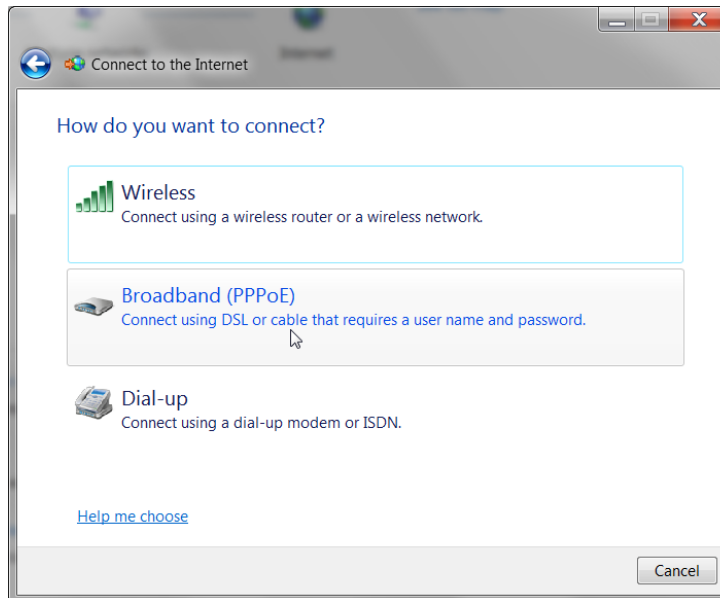 Connect to the Internet
How do you want to connect?
Wireless
Connect using a wireless router or a wireless network.
Broadband (PPPoE)
Connect using DSL or cable that requires a user name and password.
Dial-up
Connect using a dial-up modem or ISDN.
Help me choose
Cancel